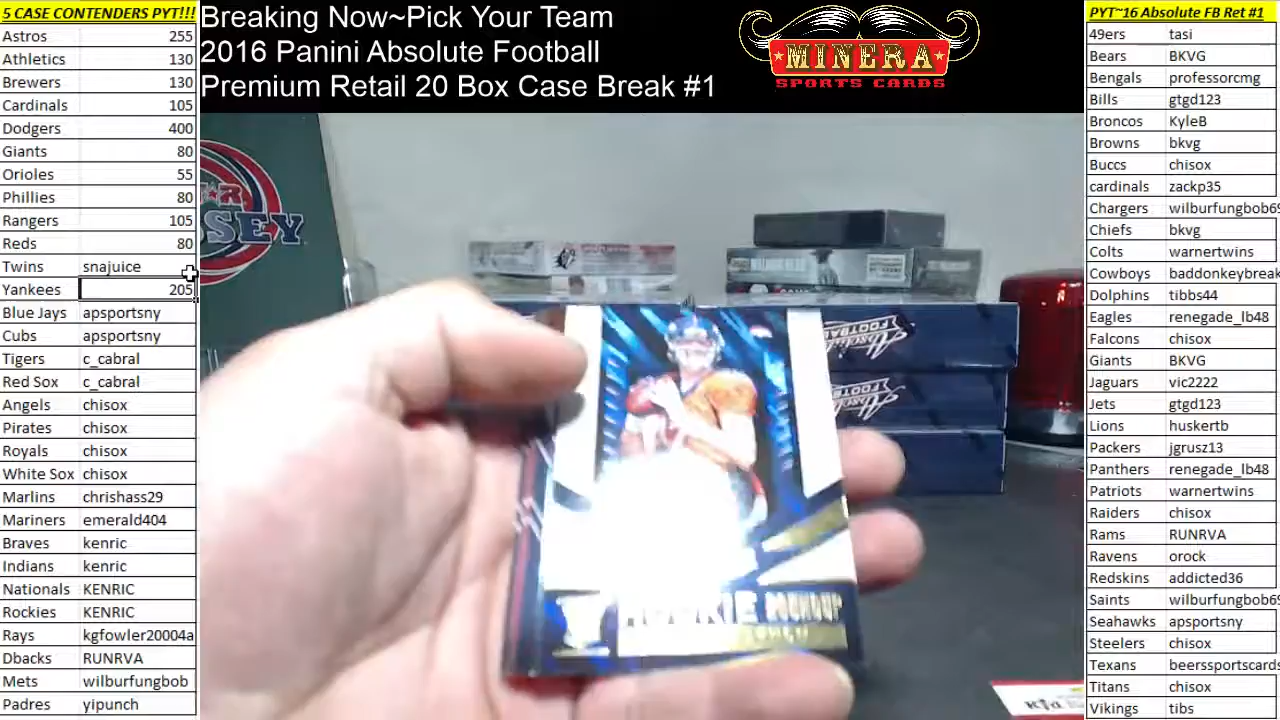 5 CASE CONTENDERS PYT!!!
Astros 255
Athletics 130
Brewers 130
Cardinals 105
Dodgers 400
Giants 80
Orioles 55
Phillies 80
Rangers 105
Reds 80
Twins snajuice
Yankees 205
Blue Jays apsportsny
Cubs apsportsny
Tigers c_cabral
Red Sox c_cabral
Angels chisox
Pirates chisox
Royals chisox
White Sox chisox
Marlins chrishass29
Mariners emerald404
Braves kenric
Indians kenric
Nationals KENRIC
Rockies KENRIC
Rays kgfowler20004a
Dbacks RUNRVA
Mets wilburfungbob
Padres yipunch
Breaking Now~Pick Your Team
2016 Panini Absolute Football
Premium Retail 20 Box Case Break #1
MINERA
SPORTS CARDS
Absolute
FOOTBALL
Absolute
FOOTBALL
ROOKIE
PYT~16 Absolute FB Ret #1
49ers tasi
Bears BKVG
Bengals professorcmg
Bills gtgd123
Broncos KyleB
Browns bkvg
Buccs chisox
cardinals zackp35
Chargers wilburfungbob69
Chiefs bkvg
Colts warnertwins
Cowboys baddonkeybreak
Dolphins tibbs44
Eagles renegade_lb48
Falcons chisox
Giants BKVG
Jaguars vic2222
Jets gtgd123
Lions huskertb
Packers jgrusz13
Panthers renegade_lb48
Patriots warnertwins
Raiders chisox
Rams RUNRVA
Ravens orock
Redskins addicted36
Saints wilburfungbob69
Seahawks apsportsny
Steelers chisox
Texans beerssportscards
Titans chisox
Vikings tibs